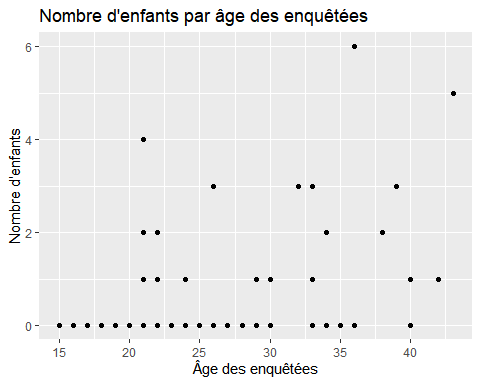 Nombre d'enfants par âge des enquêtées
6
4
2
0
Nombre d'enfants
15 20 25 30 35 40
Âge des enquêtées